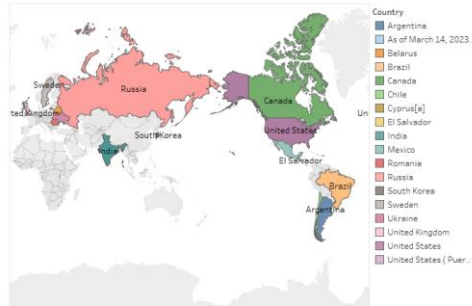 Country
Argentina
As of March 14, 2023.
Belarus
Brazil
Canada
Chile
Cyprus[a]
El Salvador
India
Mexico
Romania
Russia
South Korea
Sweden
Ukraine
United Kingdom
United States
United States ( Puer..
Sweden
Russia
ted Kingdom
South Korea
India
Canada
United States
Un
El Salvador
Brazil
Argentina